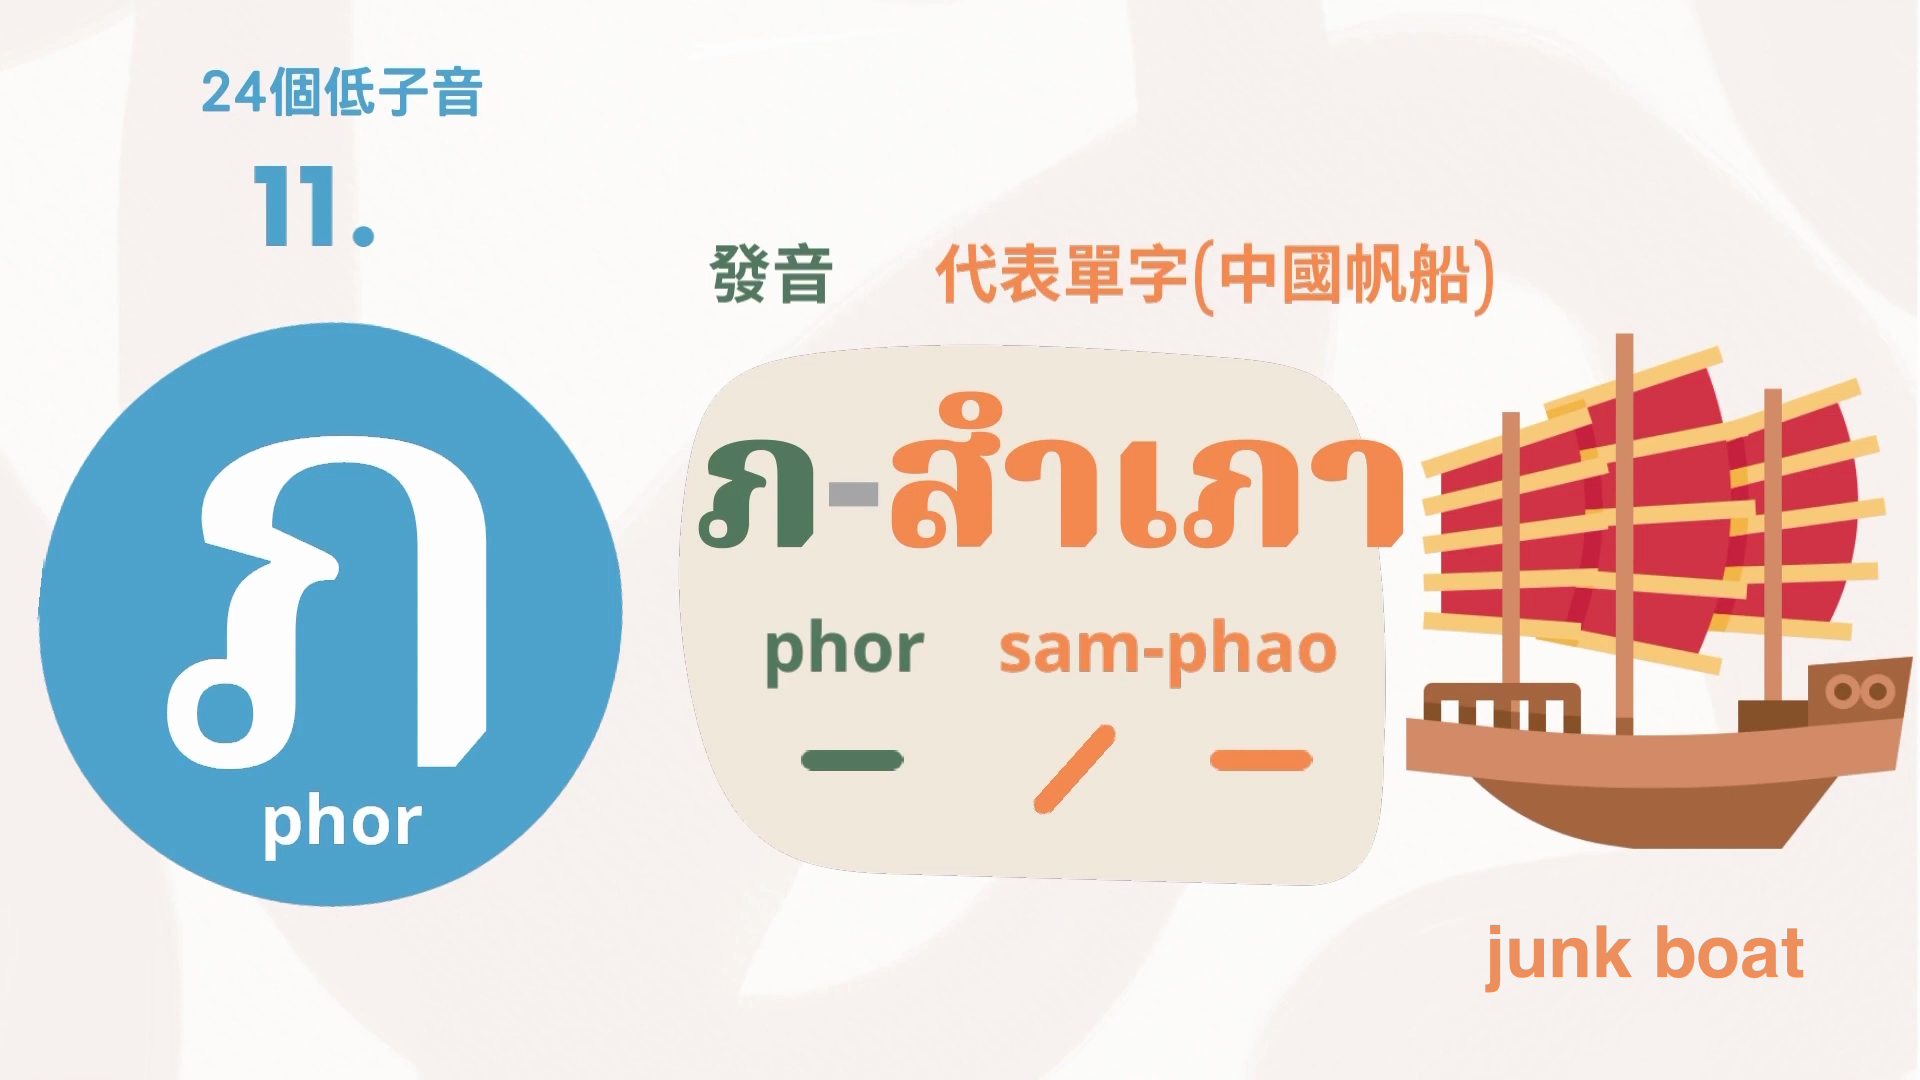 24個低子音
11.
ภ
phor
發音 代表單字(中國帆船)
ภ-สำเภา
phor sam-phao
junk boat